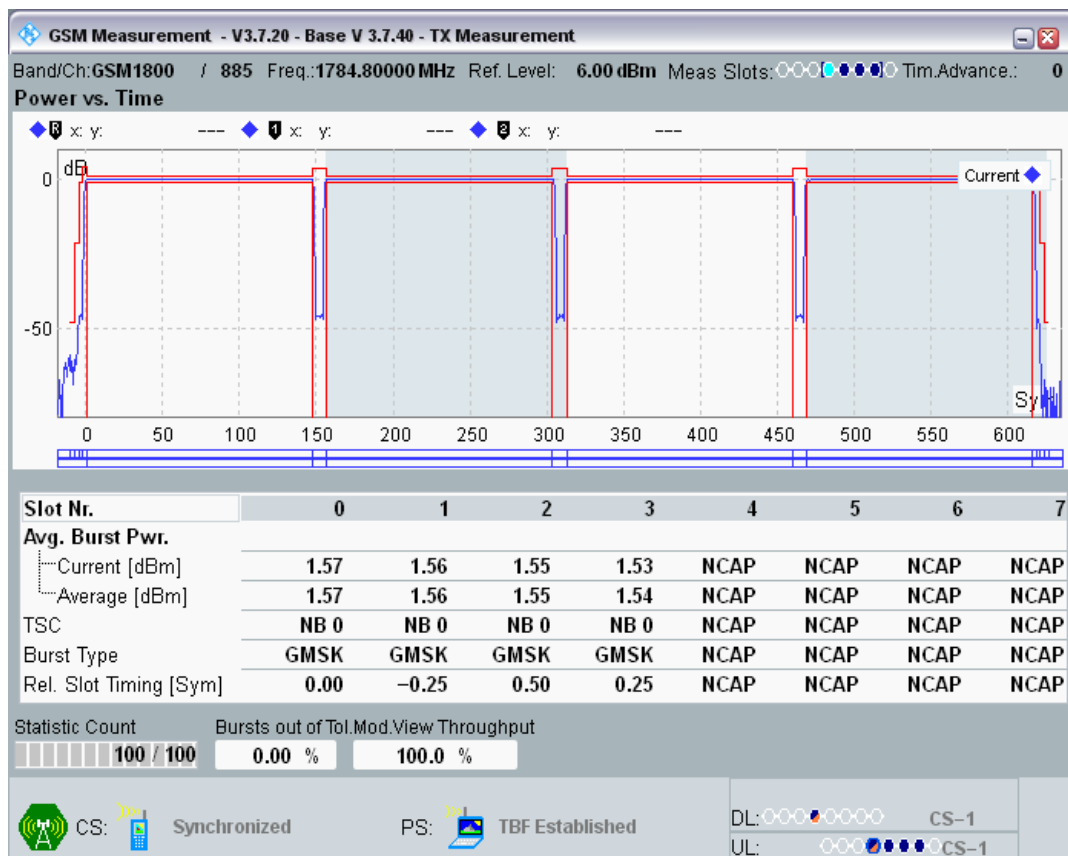 GSM Measurement - V3.7.20 - Base V 3.7.40 - TX Measurement
Band/Ch:GSM1800 / 885 Freq.:1784.80000 MHz Ref. Level: 6.00 dBm Meas Slots: Tim.Advance.: 0
Power vs. Time
R x: y: --- 1 x: y: --- 2 x: y: ---
dB
Current
0
-50
Sy
0 50 100 150 200 250 300 350 400 450 500 550 600
Slot Nr. 0 1 2 3 4 5 6 7
Avg. Burst Pwr.
Current [dBm] 1.57 1.56 1.55 1.53 NCAP NCAP NCAP NCAP
Average [dBm] 1.57 1.56 1.55 1.54 NCAP NCAP NCAP NCAP
TSC NB 0 NB 0 NB 0 NB 0 NCAP NCAP NCAP NCAP
Burst Type GMSK GMSK GMSK GMSK NCAP NCAP NCAP NCAP
Rel. Slot Timing [Sym] 0.00 −0.25 0.50 0.25 NCAP NCAP NCAP NCAP
Statistic Count Bursts out of Tol.Mod.View Throughput
100 / 100 0.00 % 100.0 %
CS: Synchronized PS: TBF Established
DL: CS−1
UL: CS−1